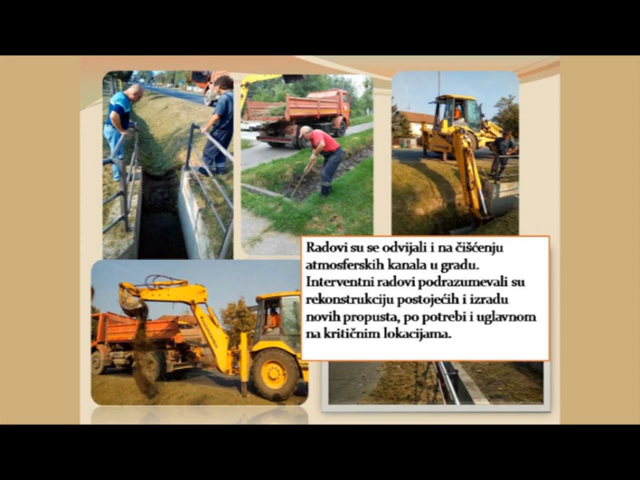 Radovi su se odvijali i na čišćenju
atmosferskih kanala u gradu.
Interventni radovi podrazumevali su
rekonstrukciju postojećih i izradu
novih propusta, po potrebi i uglavnom
na kritičnim lokacijama.